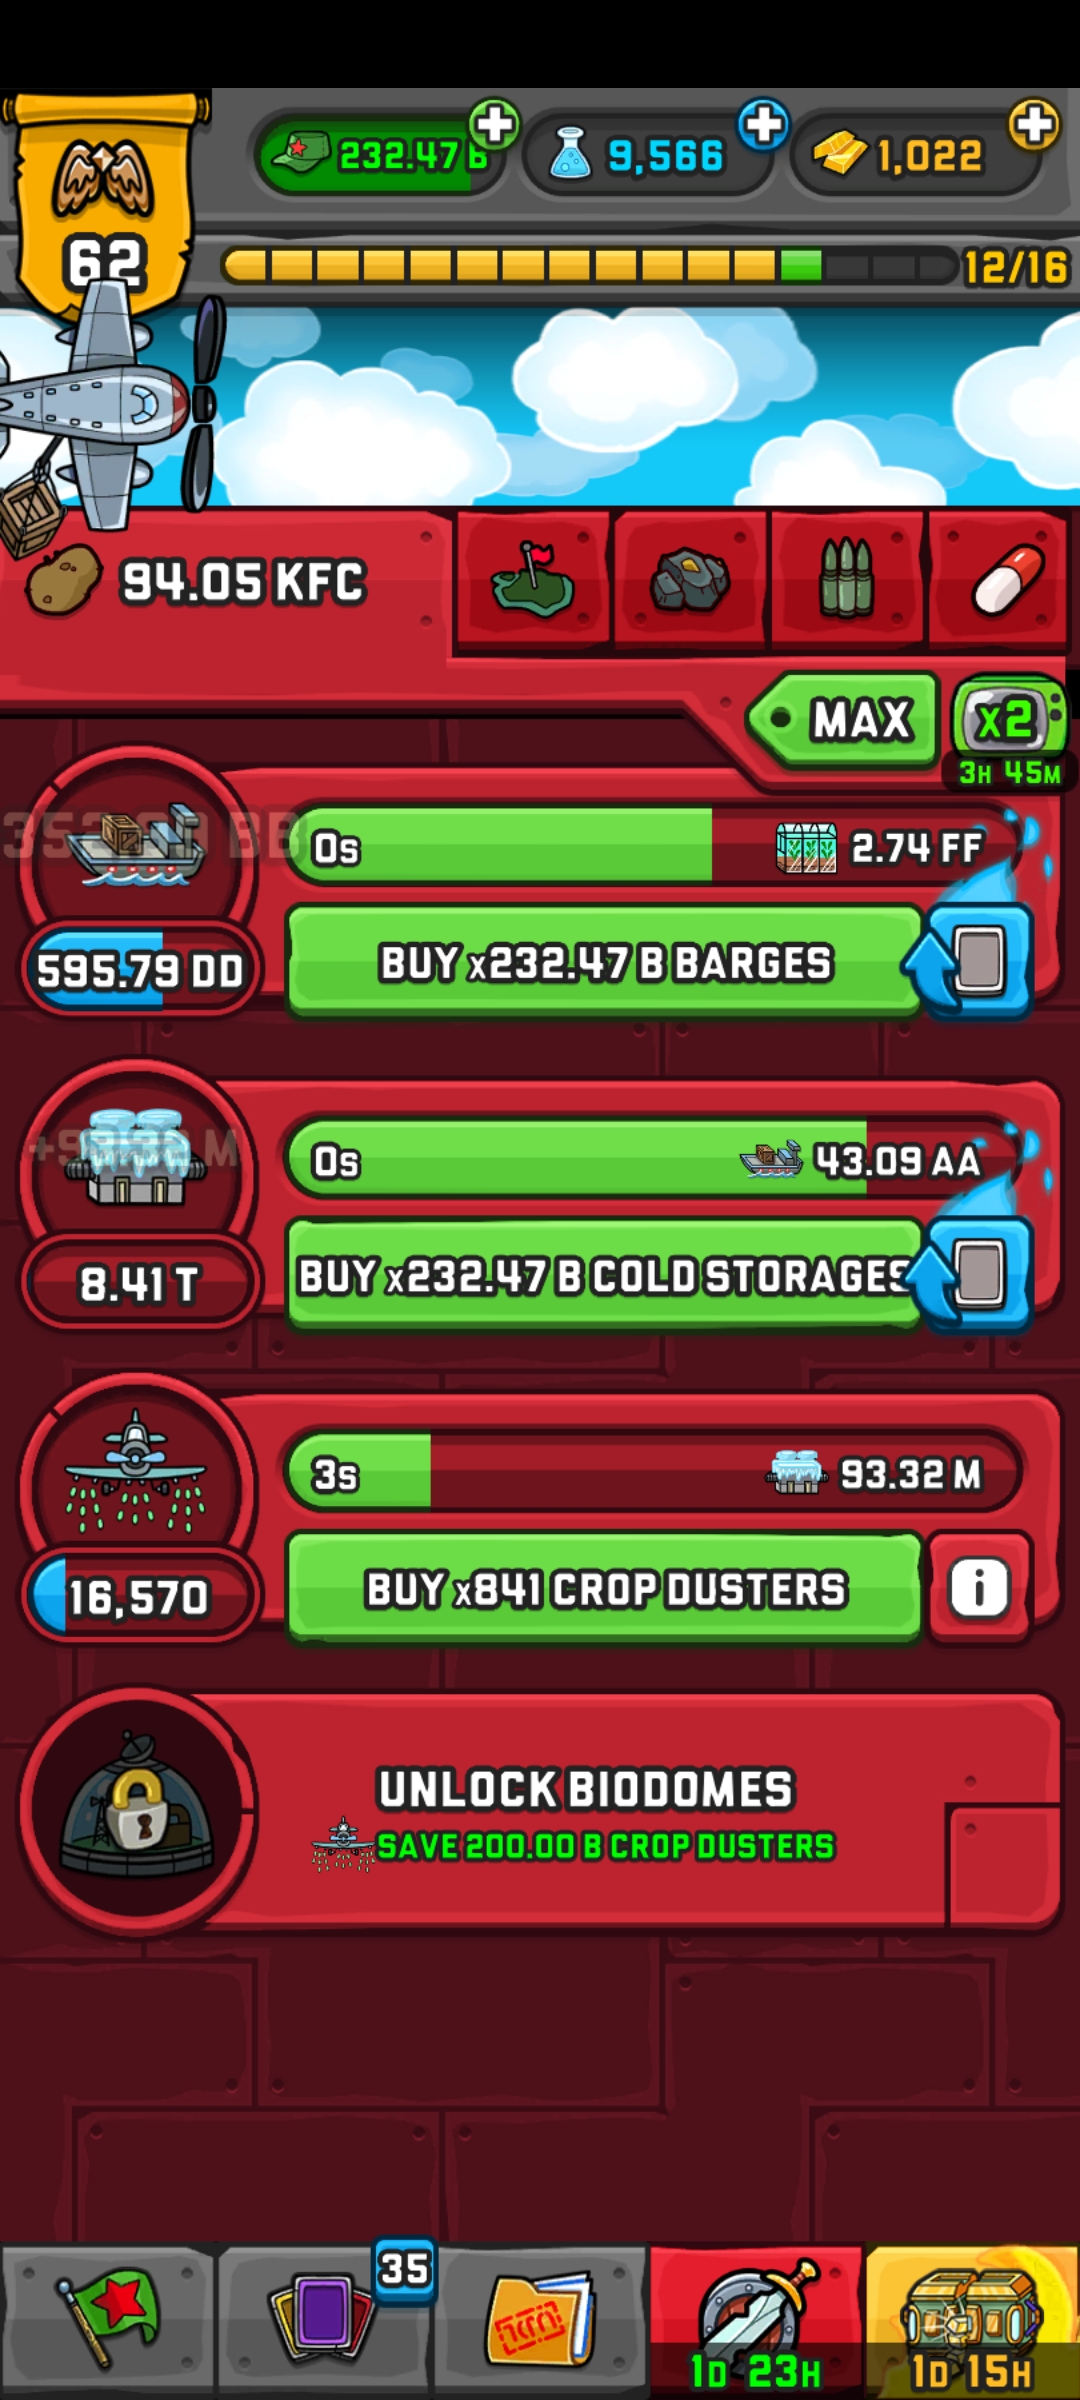 232.47 B
9,566
1,022
62
12/16
94.05 KFC
MAX
x2
3H 45M
0s
2.74 FF
595.79 DD
BUY x232.47 B BARGES
0s
43.09 AA
8.41 T
BUY x232.47 B COLD STORAGES
3s
93.32 M
16,570
BUY x841 CROP DUSTERS
i
UNLOCK BIODOMES
SAVE 200.00 B CROP DUSTERS
35
1D 23H
1D 15H